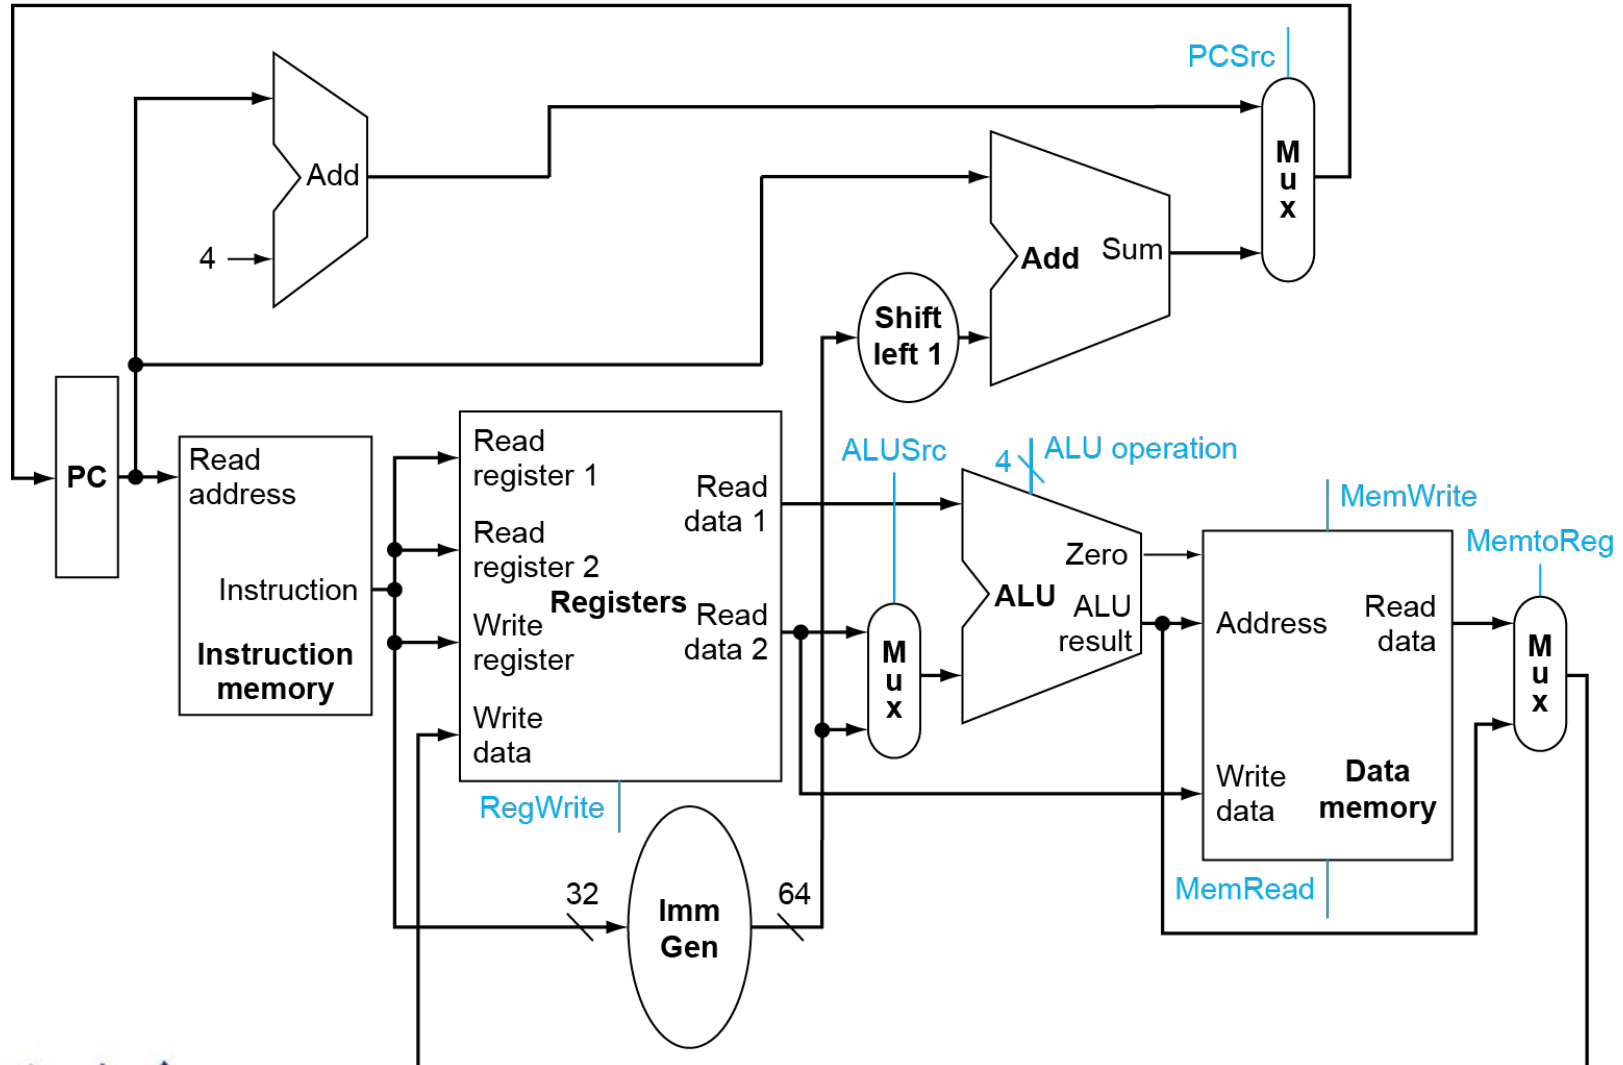 PCSrc
M
u
x
Add
4
Add Sum
Shift
left 1
PC
Read
address
Instruction
Instruction
memory
Read
register 1
Read
register 2
Write
register
Write
data
Registers
Read
data 1
Read
data 2
RegWrite
ALUSrc
M
u
x
4
ALU operation
Zero
ALU
ALU
result
MemWrite
MemtoReg
Address
Read
data
Write
data
Data
memory
MemRead
M
u
x
32
Imm
Gen
64